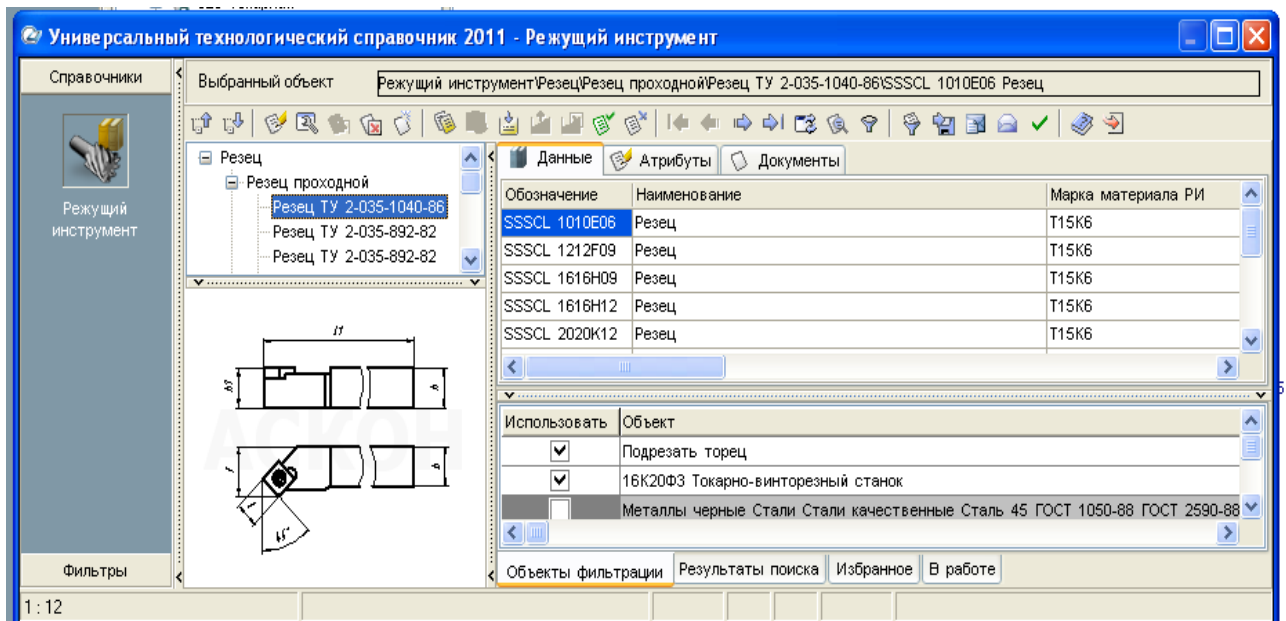 Универсальный технологический справочник 2011 - Режущий инструмент
Справочники
Выбранный объект
Режущий инструмент\Резец\Резец проходной\Резец ТУ 2-035-1040-86\SSSCL 1010E06 Резец
Режущий
инструмент
Фильтры
Резец
Резец проходной
Резец ТУ 2-035-1040-86
Резец ТУ 2-035-892-82
Резец ТУ 2-035-892-82
l1
h3
h
АСКОН
f
b
l
45°
Данные Атрибуты Документы
Обозначение Наименование Марка материала РИ
SSSCL 1010E06 Резец Т15К6
SSSCL 1212F09 Резец Т15К6
SSSCL 1616H09 Резец Т15К6
SSSCL 1616H12 Резец Т15К6
SSSCL 2020K12 Резец Т15К6
Использовать Объект
Подрезать торец
16К20Ф3 Токарно-винторезный станок
Металлы черные Стали Стали качественные Сталь 45 ГОСТ 1050-88 ГОСТ 2590-88
Объекты фильтрации Результаты поиска Избранное В работе
1 : 12